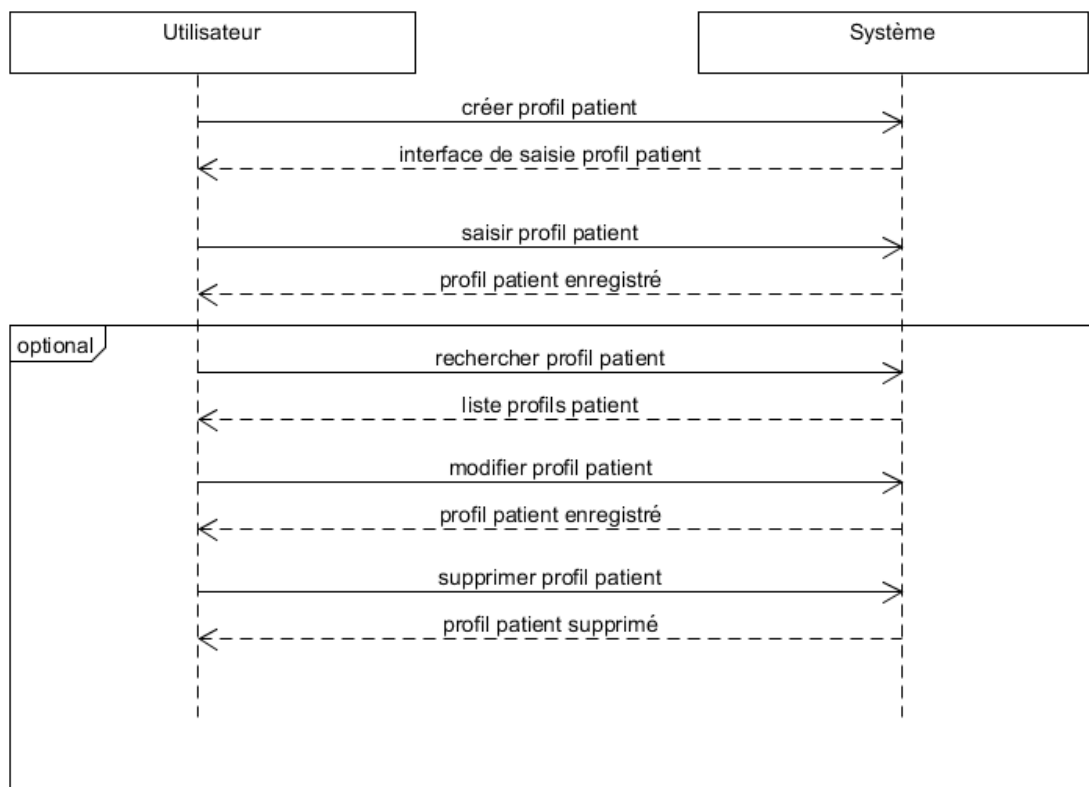 Utilisateur
Système
créer profil patient
interface de saisie profil patient
saisir profil patient
profil patient enregistré
optional
rechercher profil patient
liste profils patient
modifier profil patient
profil patient enregistré
supprimer profil patient
profil patient supprimé